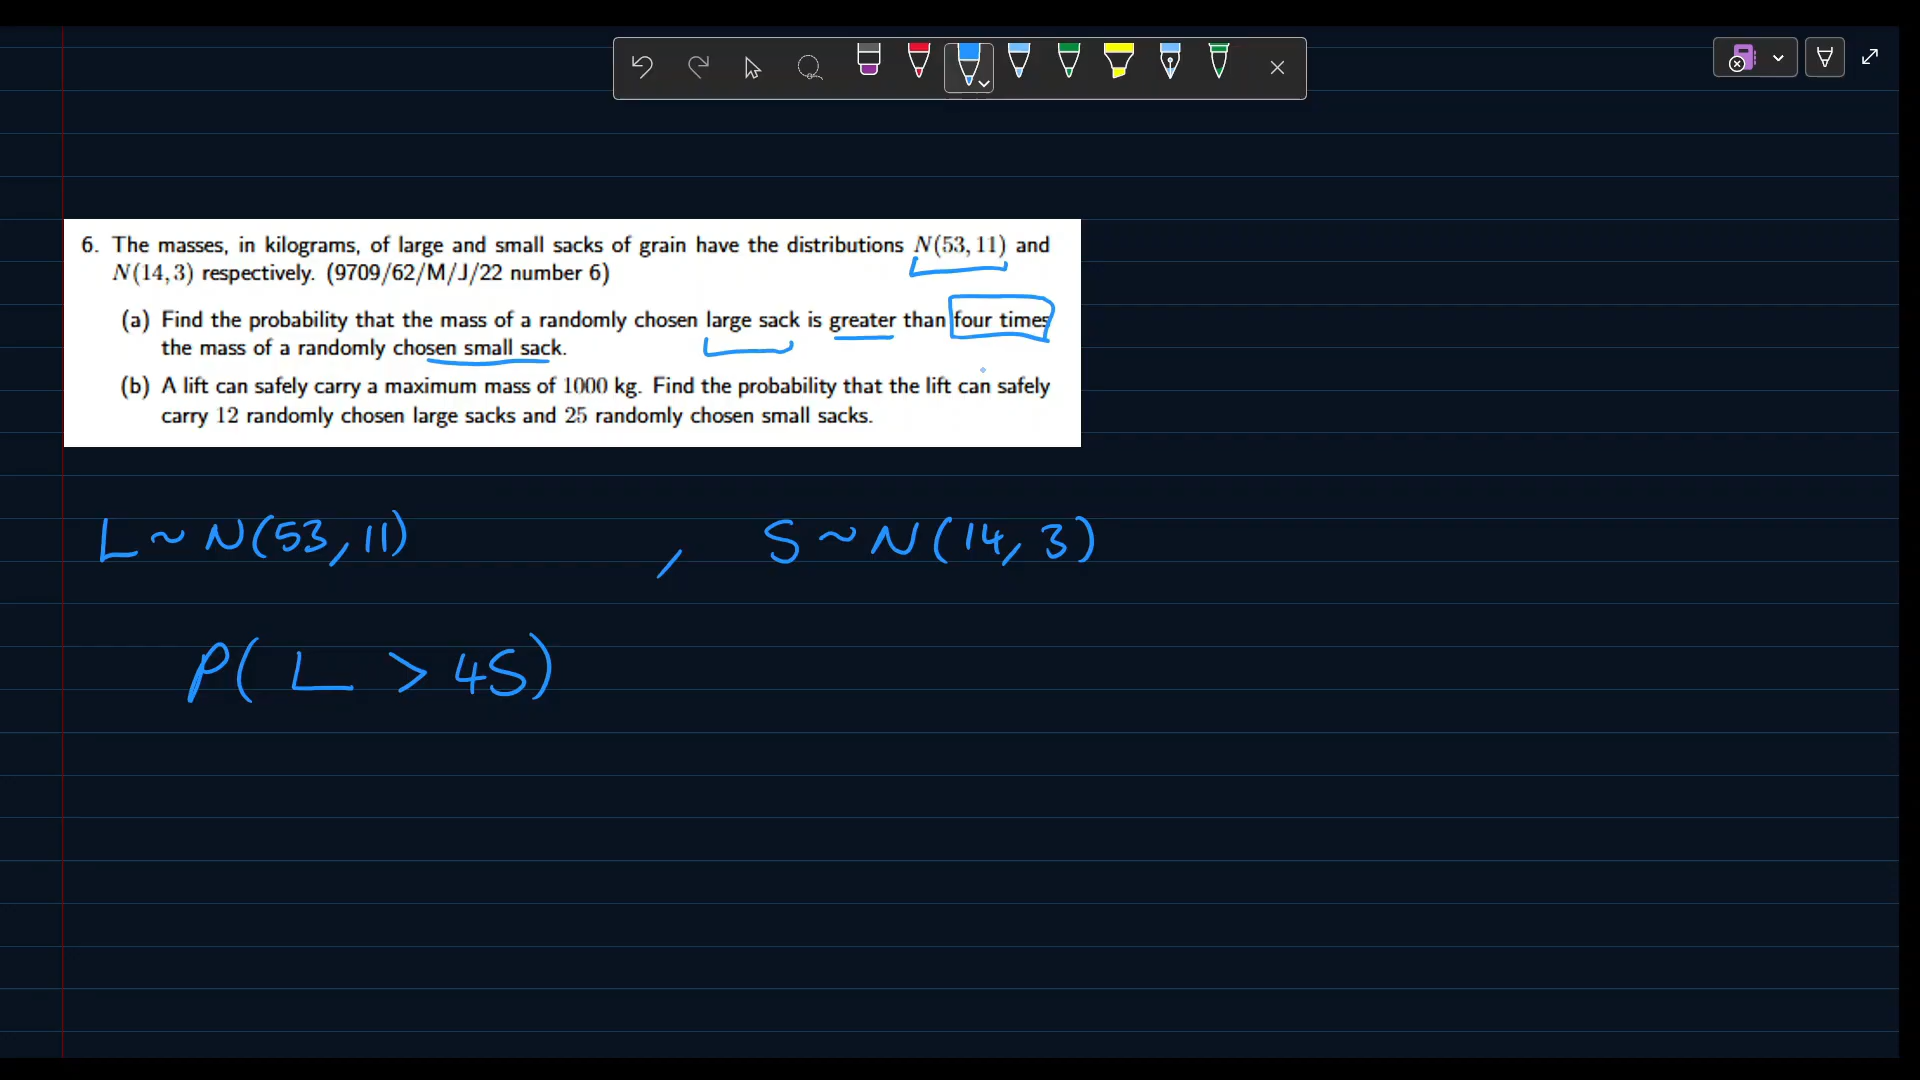 6. The masses, in kilograms, of large and small sacks of grain have the distributions N(53, 11) and
N(14, 3) respectively. (9709/62/M/J/22 number 6)
(a) Find the probability that the mass of a randomly chosen large sack is greater than four times
the mass of a randomly chosen small sack.
(b) A lift can safely carry a maximum mass of 1000 kg. Find the probability that the lift can safely
carry 12 randomly chosen large sacks and 25 randomly chosen small sacks.
L ~ N(53, 11) , S ~ N(14, 3)
P( L > 4S)